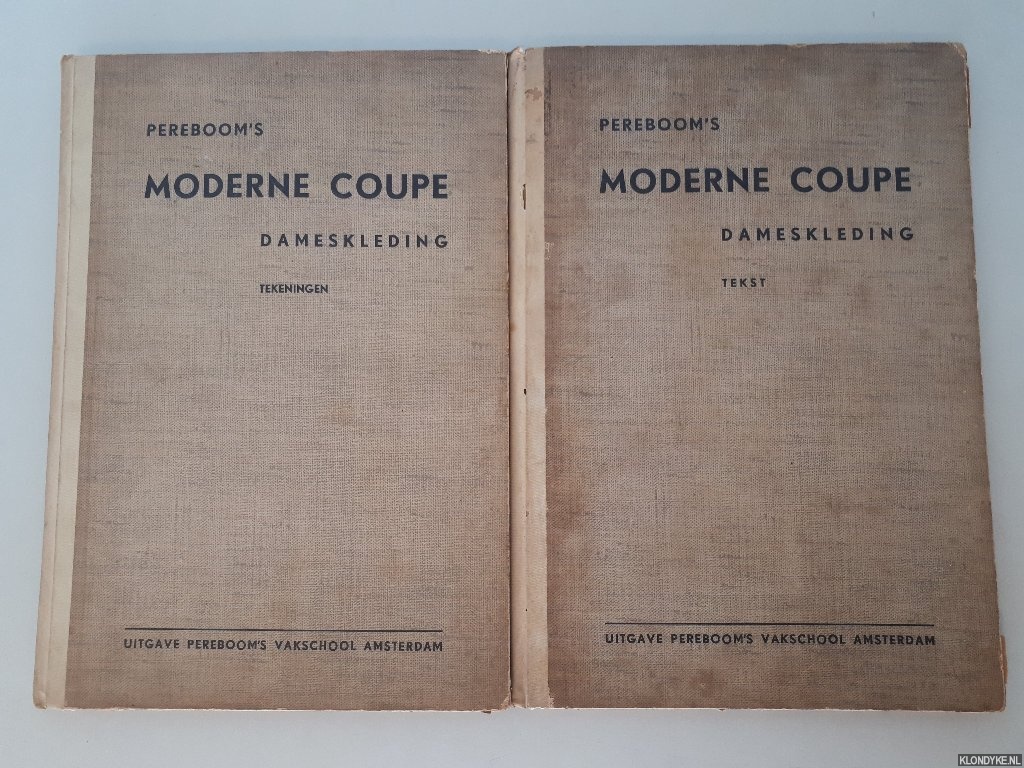 PEREBOOM'S
MODERNE COUPE
DAMESKLEDING
TEKENINGEN
UITGAVE PEREBOOM'S VAKSCHOOL AMSTERDAM
PEREBOOM'S
MODERNE COUPE
DAMESKLEDING
TEKST
UITGAVE PEREBOOM'S VAKSCHOOL AMSTERDAM
KLONDYKE.NL